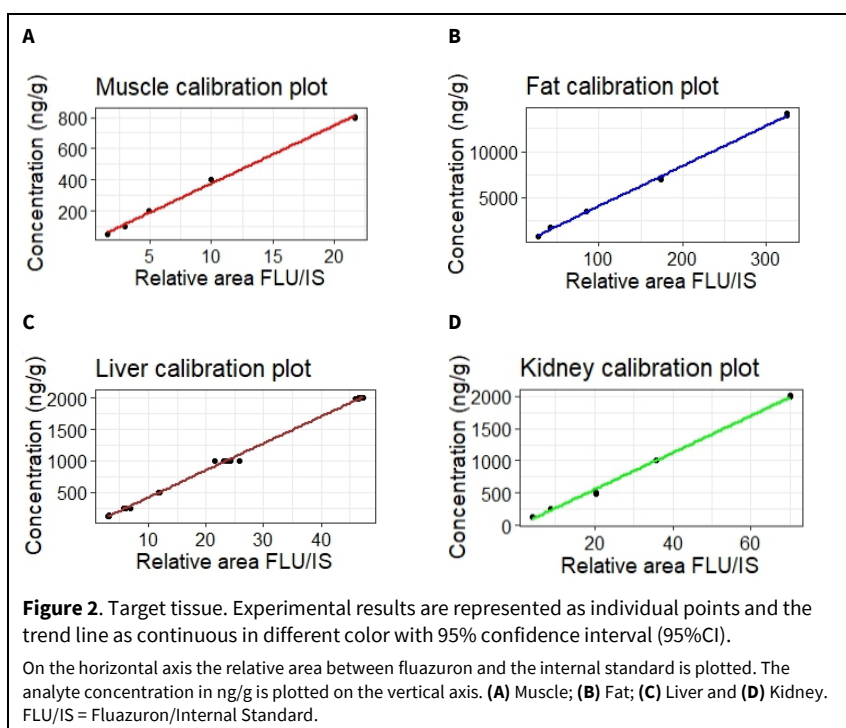 A
Muscle calibration plot
Concentration (ng/g)
800
600
400
200
5 10 15 20
Relative area FLU/IS
B
Fat calibration plot
Concentration (ng/g)
10000
5000
100 200 300
Relative area FLU/IS
C
Liver calibration plot
Concentration (ng/g)
2000
1500
1000
500
10 20 30 40
Relative area FLU/IS
D
Kidney calibration plot
Concentration (ng/g)
2000
1500
1000
500
0
20 40 60
Relative area FLU/IS
Figure 2. Target tissue. Experimental results are represented as individual points and the
trend line as continuous in different color with 95% confidence interval (95%CI).
On the horizontal axis the relative area between fluazuron and the internal standard is plotted. The
analyte concentration in ng/g is plotted on the vertical axis. (A) Muscle; (B) Fat; (C) Liver and (D) Kidney.
FLU/IS = Fluazuron/Internal Standard.